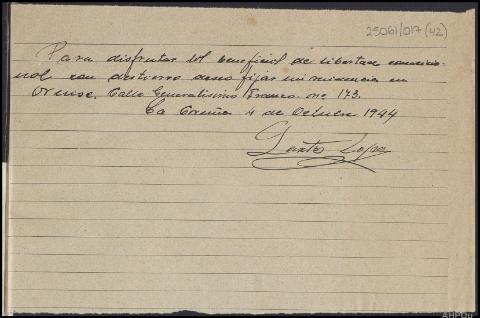 25061/017 (42)
Para disfrutar del beneficio de libertad condicio-
nal con destierro deseo fijar mi residencia en
Orense. Calle Generalisimo Franco. nº 173.
La Coruña 4 de Octubre 1944
Santos Lopez
AHPOu